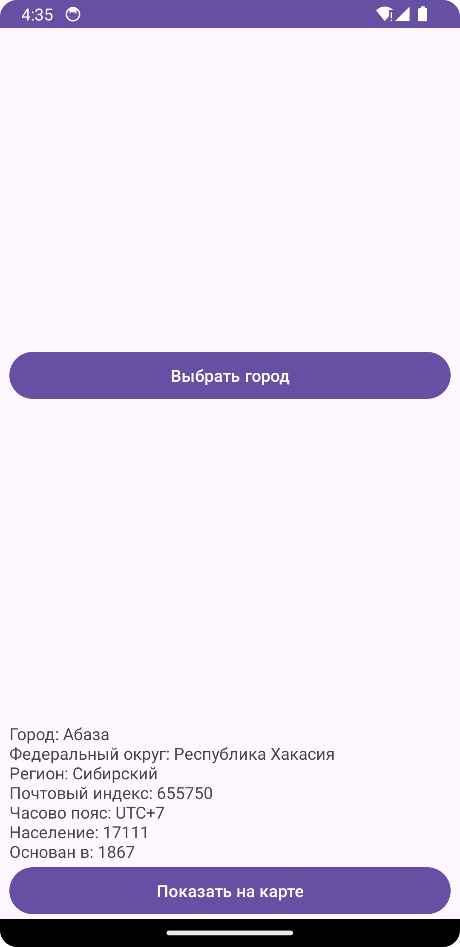 4:35
Выбрать город
Город: Абаза
Федеральный округ: Республика Хакасия
Регион: Сибирский
Почтовый индекс: 655750
Часово пояс: UTC+7
Население: 17111
Основан в: 1867
Показать на карте